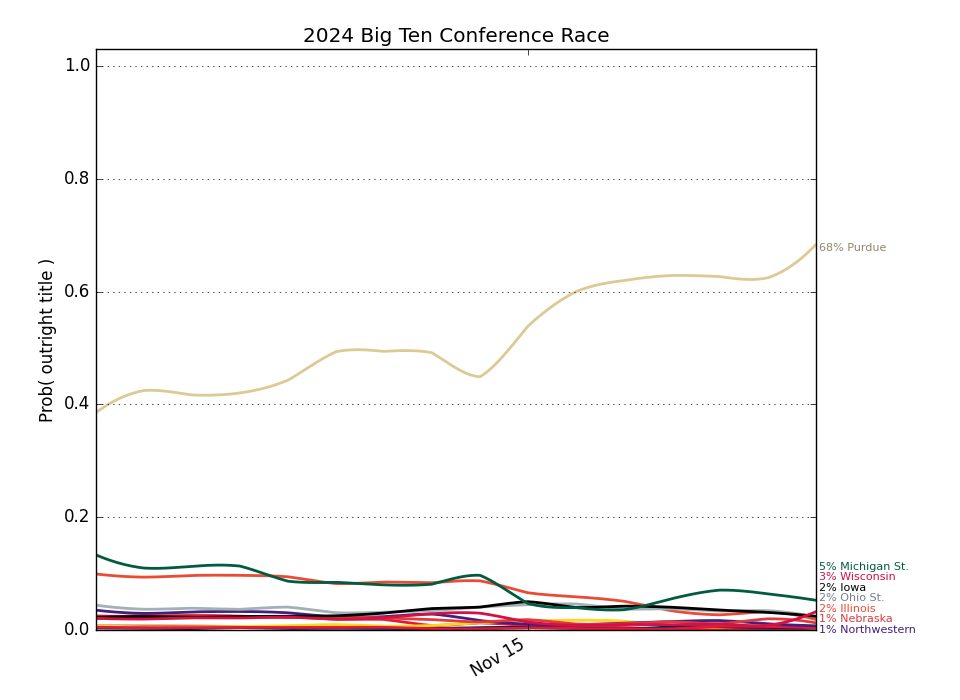 2024 Big Ten Conference Race
1.0
0.8
0.6
0.4
0.2
0.0
Prob( outright title )
Nov 15
68% Purdue
5% Michigan St.
3% Wisconsin
2% Iowa
2% Ohio St.
2% Illinois
1% Nebraska
1% Northwestern